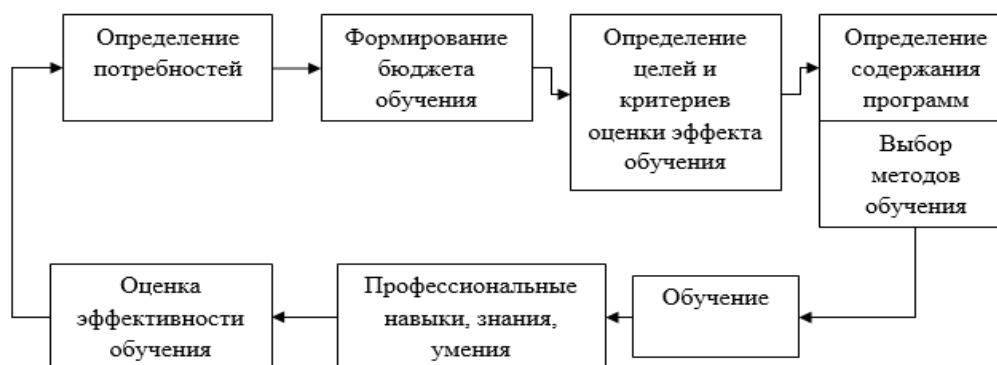 Определение
потребностей
Формирование
бюджета
обучения
Определение
целей и
критериев
оценки эффекта
обучения
Определение
содержания
программ
Выбор
методов
обучения
Обучение
Профессиональные
навыки, знания,
умения
Оценка
эффективности
обучения